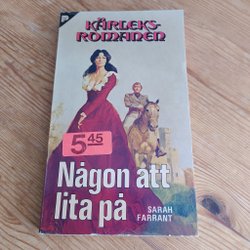 KÄRLEKS-
ROMANEN
5.45
Någon att
lita på
SARAH
FARRANT